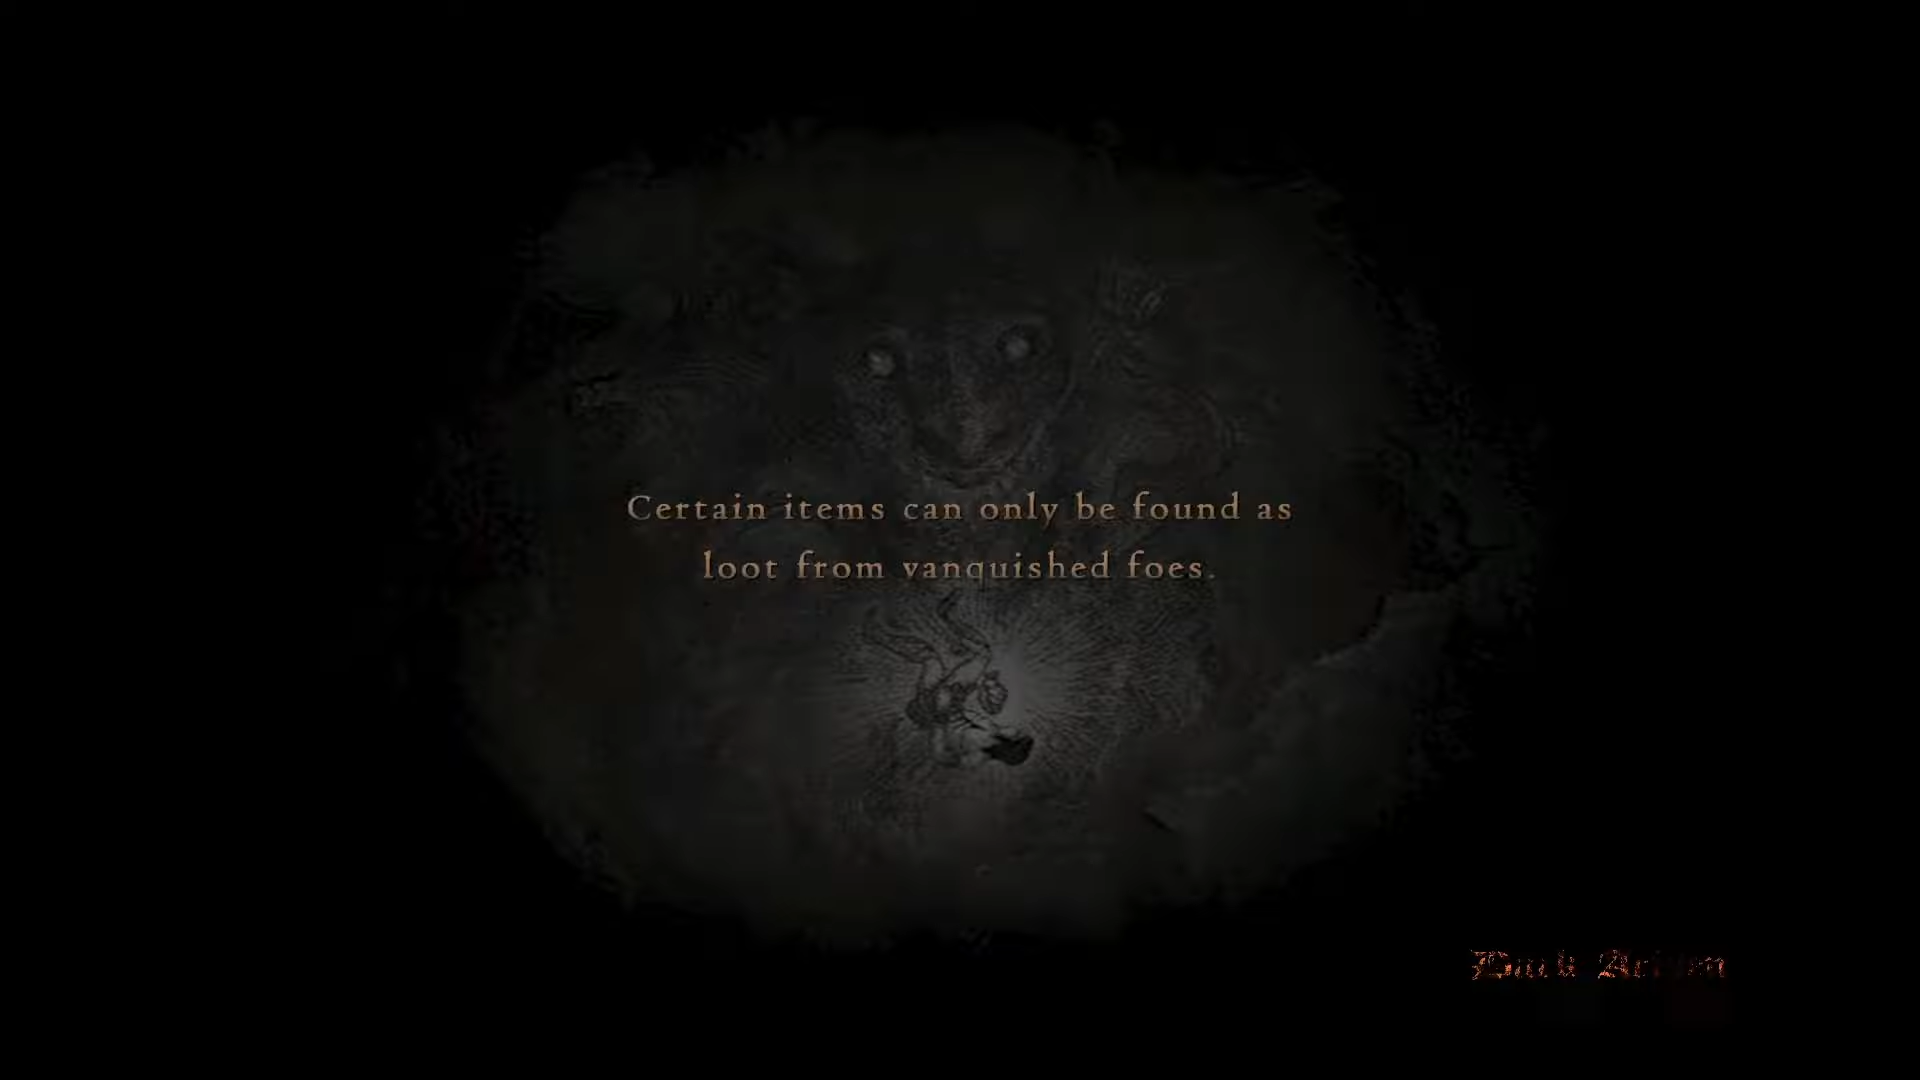 Certain items can only be found as
loot from vanquished foes.